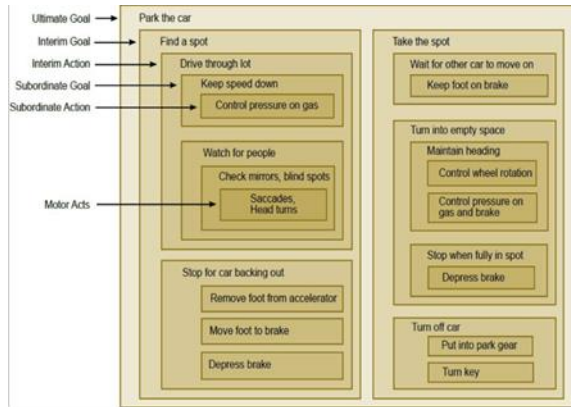 Ultimate Goal
Interim Goal
Interim Action
Subordinate Goal
Subordinate Action
Motor Acts
Park the car
Find a spot
Drive through lot
Keep speed down
Control pressure on gas
Watch for people
Check mirrors, blind spots
Saccades,
Head turns
Stop for car backing out
Remove foot from accelerator
Move foot to brake
Depress brake
Take the spot
Wait for other car to move on
Keep foot on brake
Turn into empty space
Maintain heading
Control wheel rotation
Control pressure on
gas and brake
Stop when fully in spot
Depress brake
Turn off car
Put into park gear
Turn key